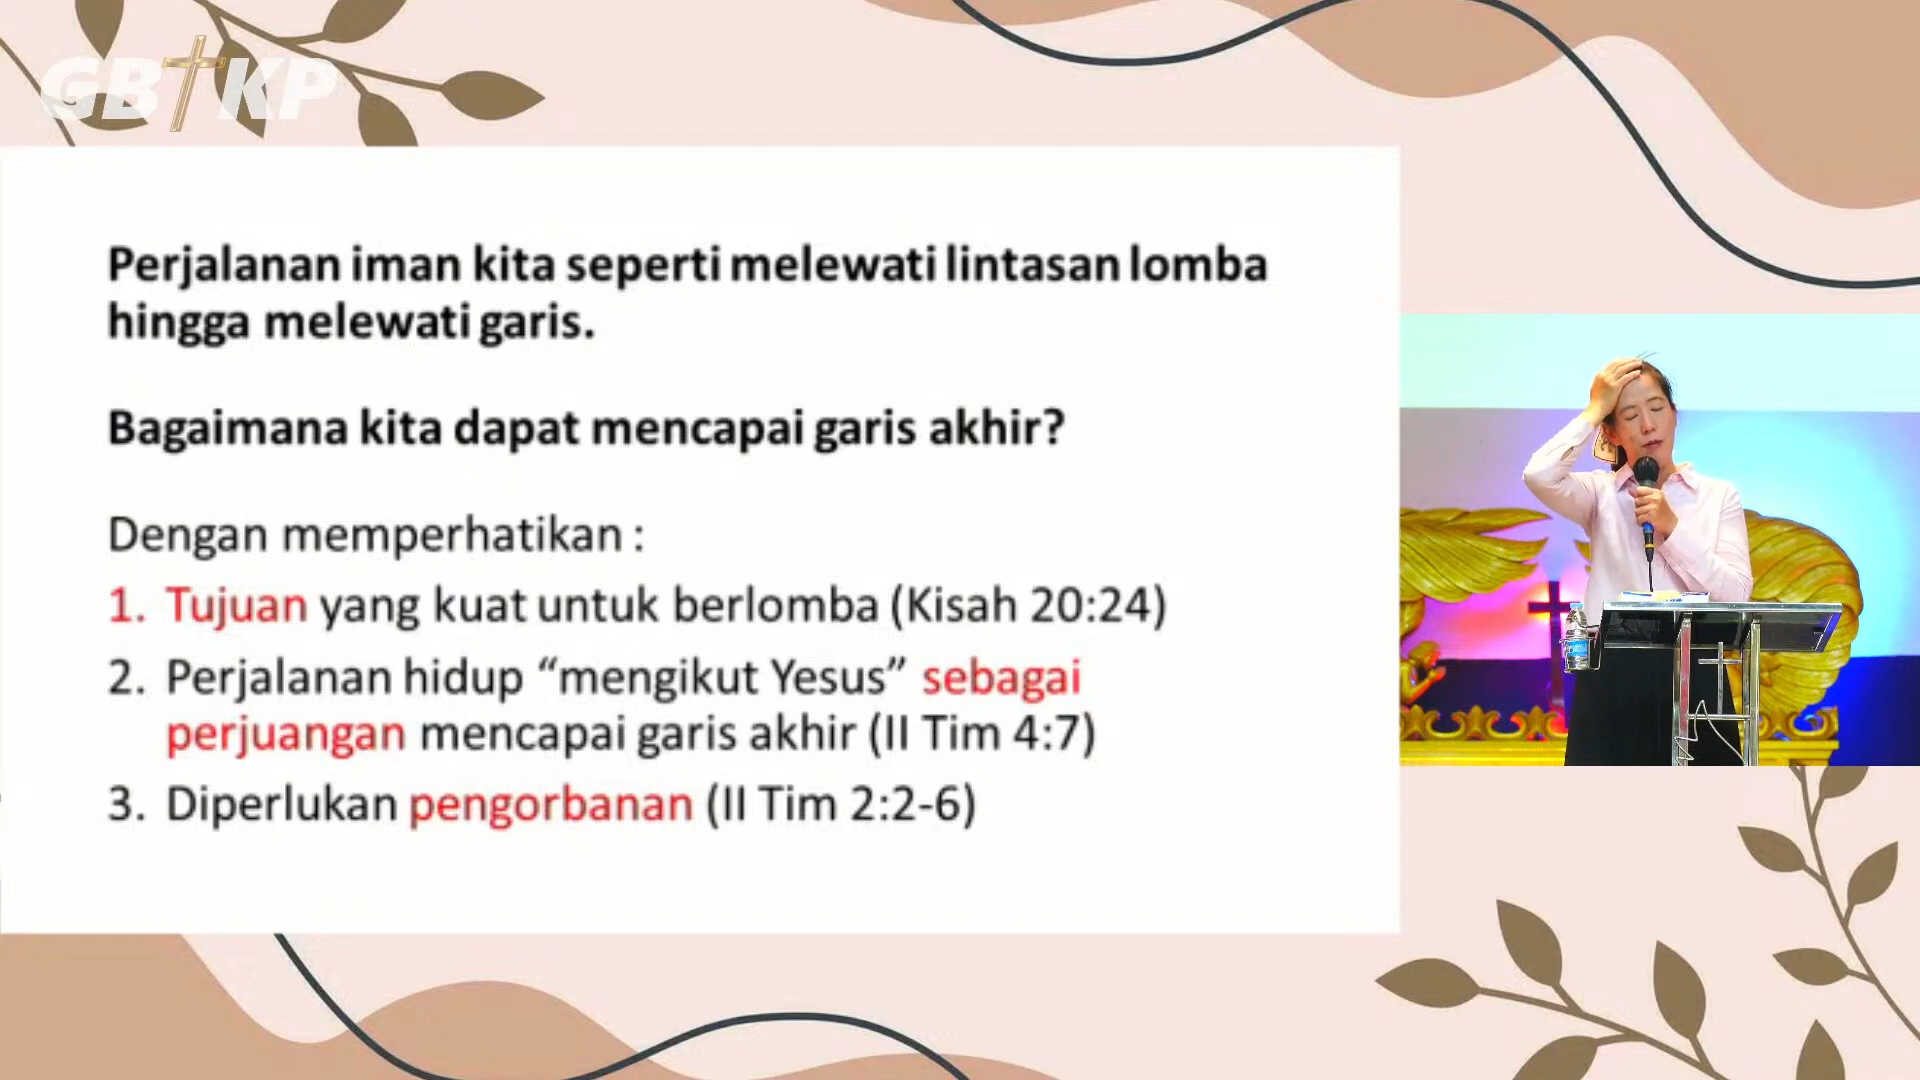 GBTKP
Perjalanan iman kita seperti melewati lintasan lomba
hingga melewati garis.
Bagaimana kita dapat mencapai garis akhir?
Dengan memperhatikan :
1. Tujuan yang kuat untuk berlomba (Kisah 20:24)
2. Perjalanan hidup “mengikut Yesus” sebagai
perjuangan mencapai garis akhir (II Tim 4:7)
3. Diperlukan pengorbanan (II Tim 2:2-6)